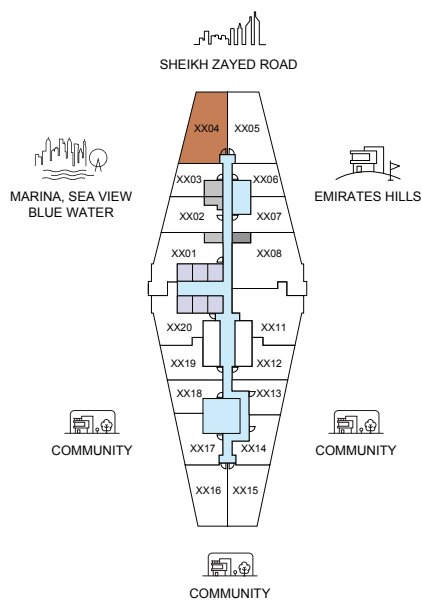 SHEIKH ZAYED ROAD
XX04
XX05
MARINA, SEA VIEW
BLUE WATER
EMIRATES HILLS
XX03
XX06
XX02
XX07
XX01
XX08
XX20
XX11
XX19
XX12
XX18
XX13
COMMUNITY
COMMUNITY
XX17
XX14
XX16
XX15
COMMUNITY